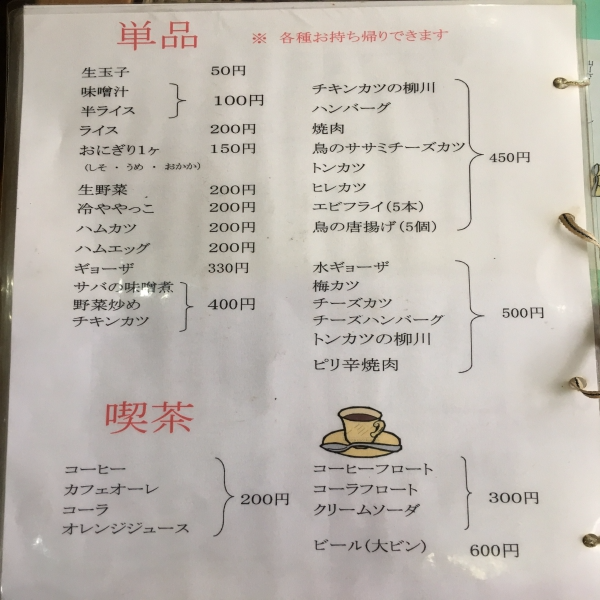 単品 ※ 各種お持ち帰りできます
生玉子 50円
味噌汁
半ライス
100円
ライス 200円
おにぎり1ヶ 150円
(しそ ・ うめ ・ おかか)
生野菜 200円
冷ややっこ 200円
ハムカツ 200円
ハムエッグ 200円
ギョーザ 330円
サバの味噌煮
野菜炒め
チキンカツ
400円
チキンカツの柳川
ハンバーグ
焼肉
鳥のササミチーズカツ
トンカツ
ヒレカツ
エビフライ(5本)
鳥の唐揚げ(5個)
450円
水ギョーザ
梅カツ
チーズカツ
チーズハンバーグ
トンカツの柳川
ピリ辛焼肉
500円
喫茶
コーヒー
カフェオーレ
コーラ
オレンジジュース
200円
コーヒーフロート
コーラフロート
クリームソーダ
300円
ビール(大ビン) 600円